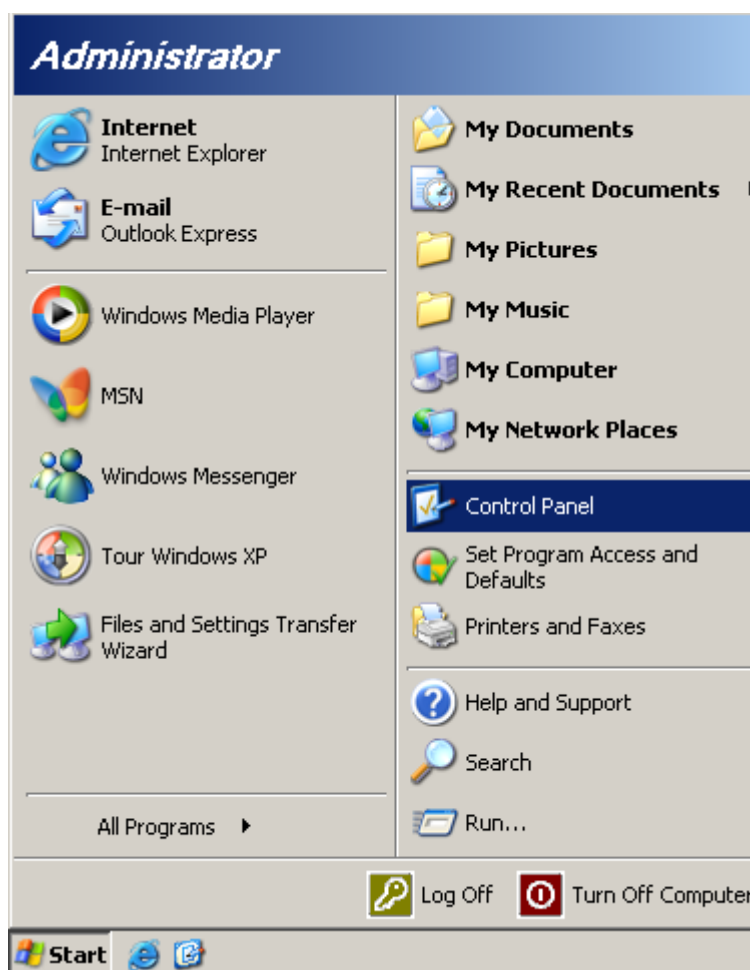 Administrator
Internet
Internet Explorer
E-mail
Outlook Express
Windows Media Player
MSN
Windows Messenger
Tour Windows XP
Files and Settings Transfer
Wizard
All Programs
My Documents
My Recent Documents
My Pictures
My Music
My Computer
My Network Places
Control Panel
Set Program Access and
Defaults
Printers and Faxes
Help and Support
Search
Run...
Log Off
Turn Off Computer
Start